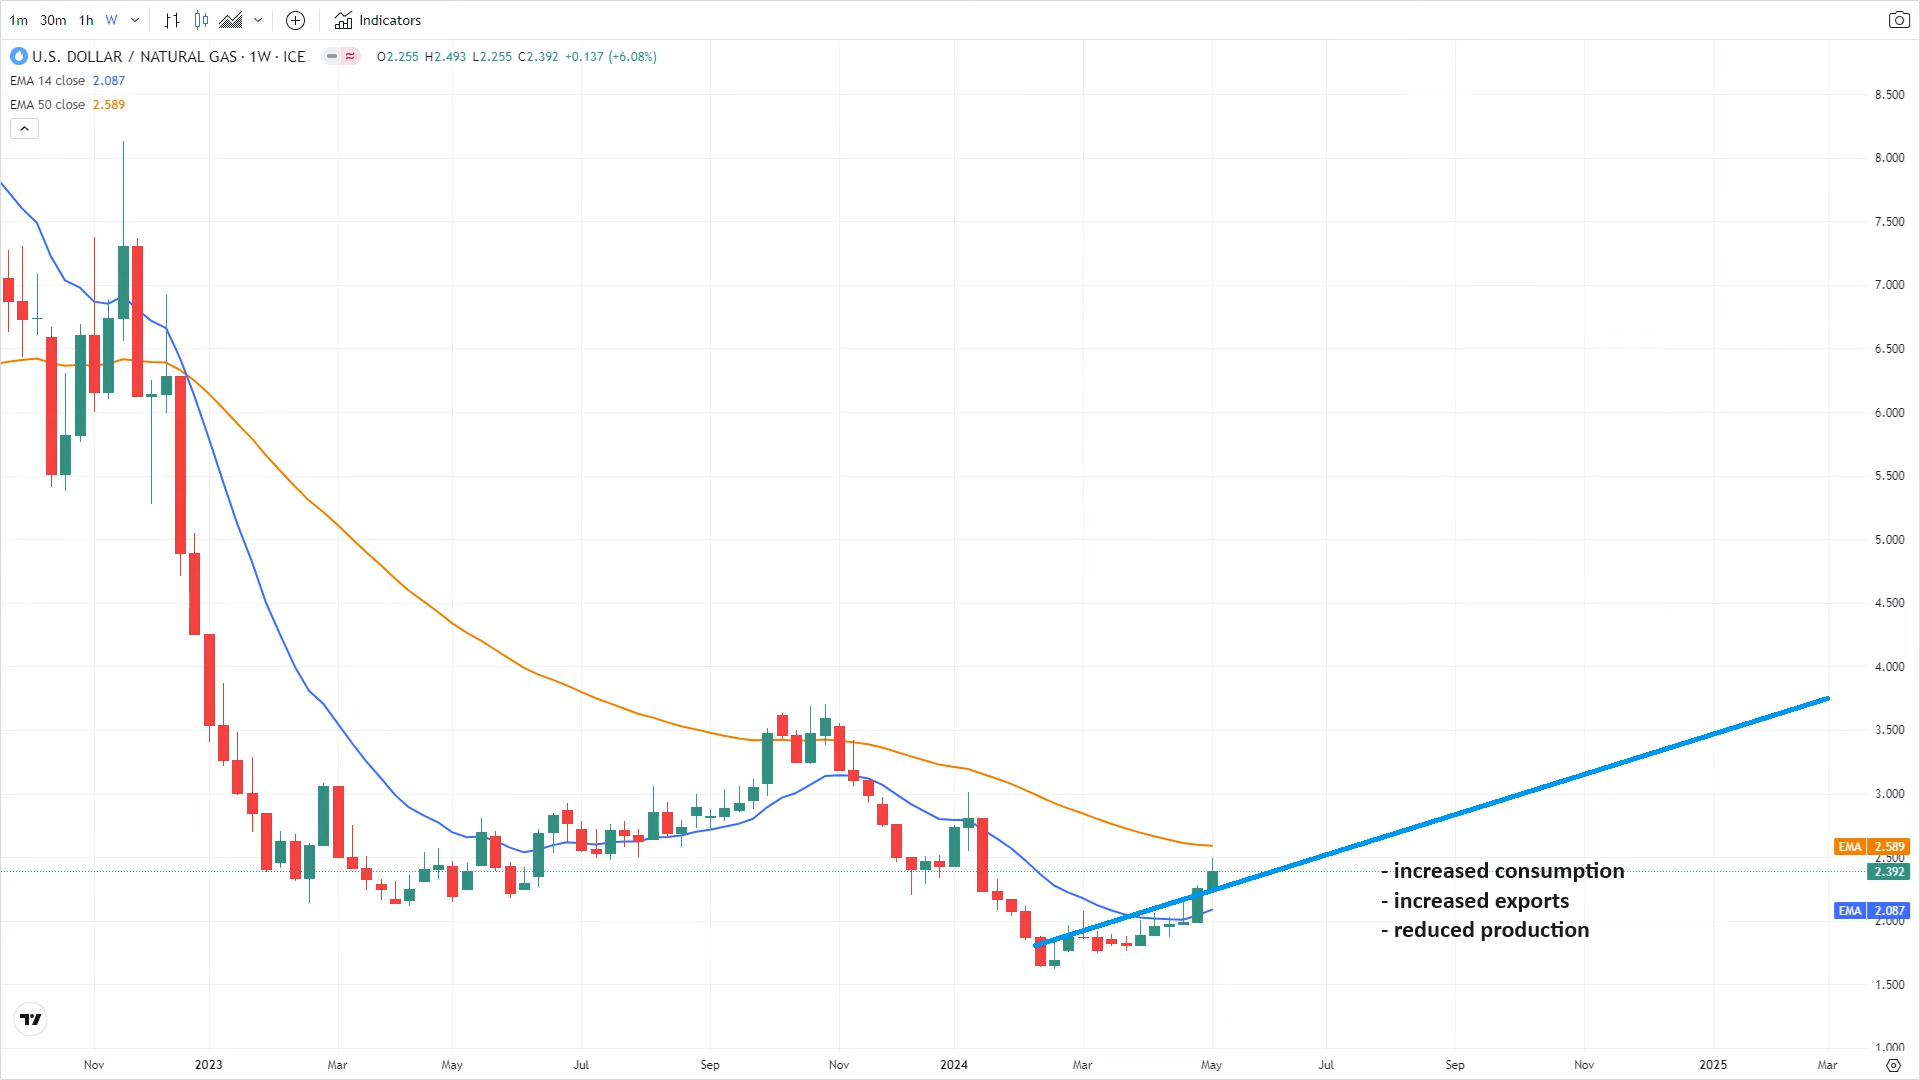 1m 30m 1h W Indicators
U.S. DOLLAR / NATURAL GAS · 1W · ICE O2.255 H2.493 L2.255 C2.392 +0.137 (+6.08%)
EMA 14 close 2.087
EMA 50 close 2.589
8.500
8.000
7.500
7.000
6.500
6.000
5.500
5.000
4.500
4.000
3.500
3.000
EMA 2.589
2.500
2.392
EMA 2.087
2.000
1.500
1.000
- increased consumption
- increased exports
- reduced production
Nov 2023 Mar May Jul Sep Nov 2024 Mar May Jul Sep Nov 2025 Mar